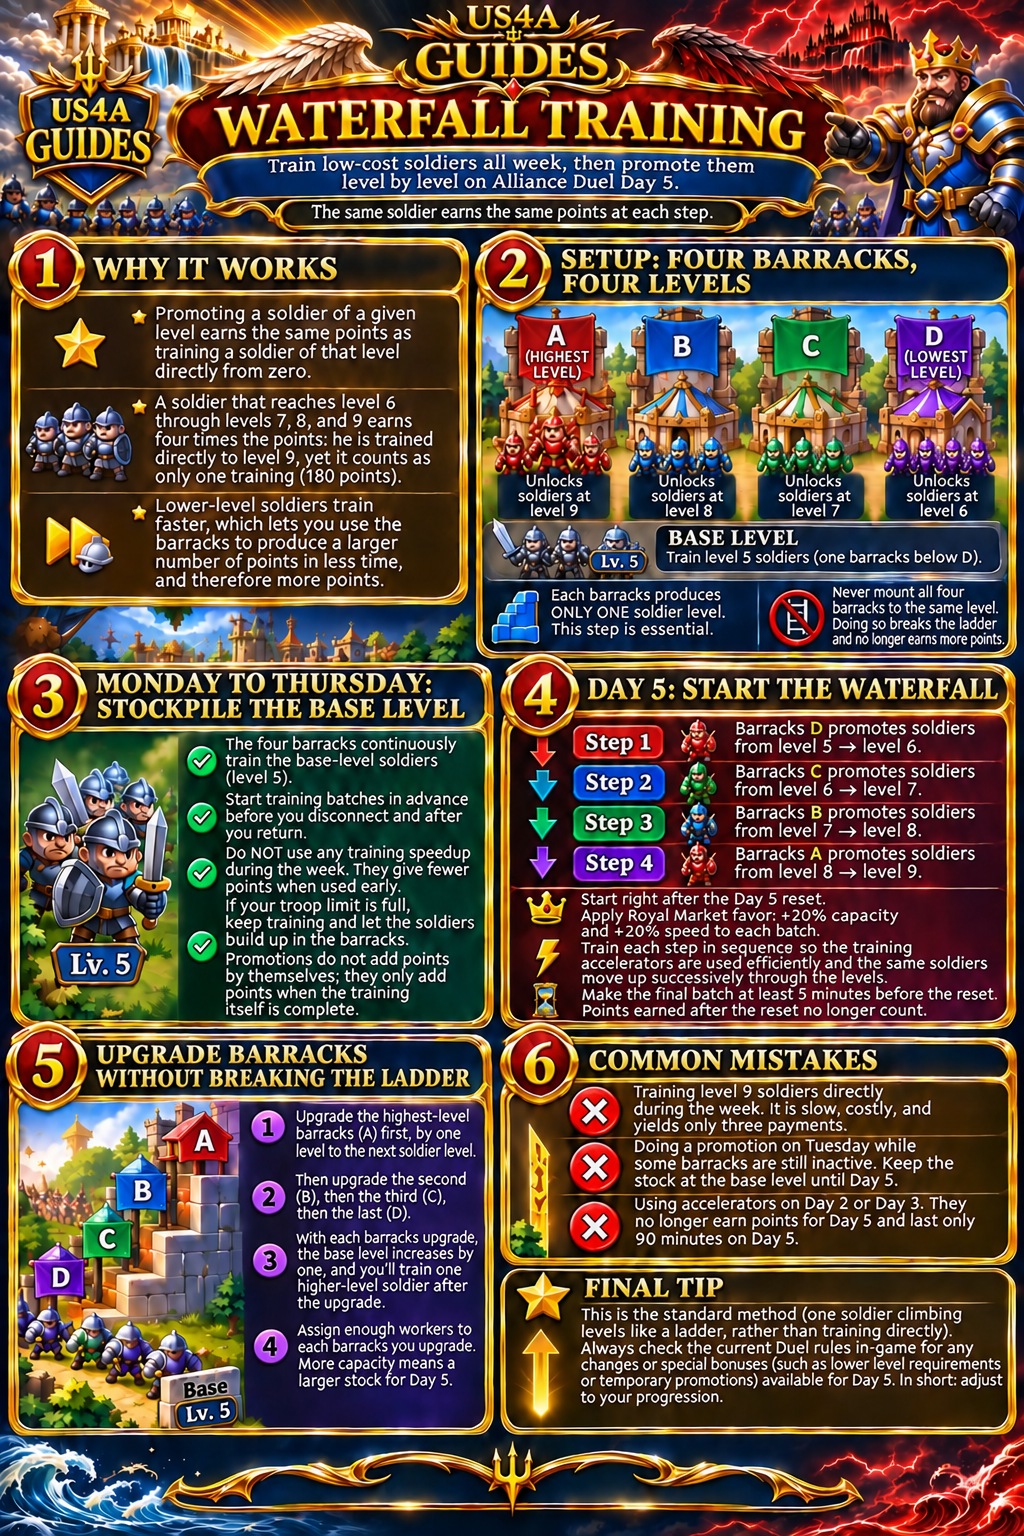 US4A
GUIDES
US4A
GUIDES
WATERFALL TRAINING
Train low-cost soldiers all week, then promote them
level by level on Alliance Duel Day 5.
The same soldier earns the same points at each step.
1
WHY IT WORKS
Promoting a soldier of a given
level earns the same points as
training a soldier of that level
directly from zero.
A soldier that reaches level 6
through levels 7, 8, and 9 earns
four times the points: he is trained
directly to level 9, yet it counts as
only one training (180 points).
Lower-level soldiers train
faster, which lets you use the
barracks to produce a larger
number of points in less time,
and therefore more points.
2
SETUP: FOUR BARRACKS,
FOUR LEVELS
A
(HIGHEST
LEVEL)
B
C
D
(LOWEST
LEVEL)
Unlocks
soldiers at
level 9
Unlocks
soldiers at
level 8
Unlocks
soldiers at
level 7
Unlocks
soldiers at
level 6
Lv. 5
BASE LEVEL
Train level 5 soldiers (one barracks below D).
Each barracks produces
ONLY ONE soldier level.
This step is essential.
Never mount all four
barracks to the same level.
Doing so breaks the ladder
and no longer earns more points.
3
MONDAY TO THURSDAY:
STOCKPILE THE BASE LEVEL
The four barracks continuously
train the base-level soldiers
(level 5).
Start training batches in advance
before you disconnect and after
you return.
Do NOT use any training speedup
during the week. They give fewer
points when used early.
If your troop limit is full,
keep training and let the soldiers
build up in the barracks.
Promotions do not add points
by themselves; they only add
points when the training
itself is complete.
Lv. 5
4
DAY 5: START THE WATERFALL
Step 1
Barracks D promotes soldiers
from level 5 → level 6.
Step 2
Barracks C promotes soldiers
from level 6 → level 7.
Step 3
Barracks B promotes soldiers
from level 7 → level 8.
Step 4
Barracks A promotes soldiers
from level 8 → level 9.
Start right after the Day 5 reset.
Apply Royal Market favor: +20% capacity
and +20% speed to each batch.
Train each step in sequence so the training
accelerators are used efficiently and the same soldiers
move up successively through the levels.
Make the final batch at least 5 minutes before the reset.
Points earned after the reset no longer count.
5
UPGRADE BARRACKS
WITHOUT BREAKING THE LADDER
A
B
C
D
Base
Lv. 5
1
Upgrade the highest-level
barracks (A) first, by one
level to the next soldier level.
2
Then upgrade the second
(B), then the third (C),
then the last (D).
3
With each barracks upgrade,
the base level increases by
one, and you'll train one
higher-level soldier after
the upgrade.
4
Assign enough workers to
each barracks you upgrade.
More capacity means a
larger stock for Day 5.
6
COMMON MISTAKES
Training level 9 soldiers directly
during the week. It is slow, costly, and
yields only three payments.
Doing a promotion on Tuesday while
some barracks are still inactive. Keep the
stock at the base level until Day 5.
Using accelerators on Day 2 or Day 3. They
no longer earn points for Day 5 and last only
90 minutes on Day 5.
FINAL TIP
This is the standard method (one soldier climbing
levels like a ladder, rather than training directly).
Always check the current Duel rules in-game for any
changes or special bonuses (such as lower level requirements
or temporary promotions) available for Day 5. In short: adjust
to your progression.